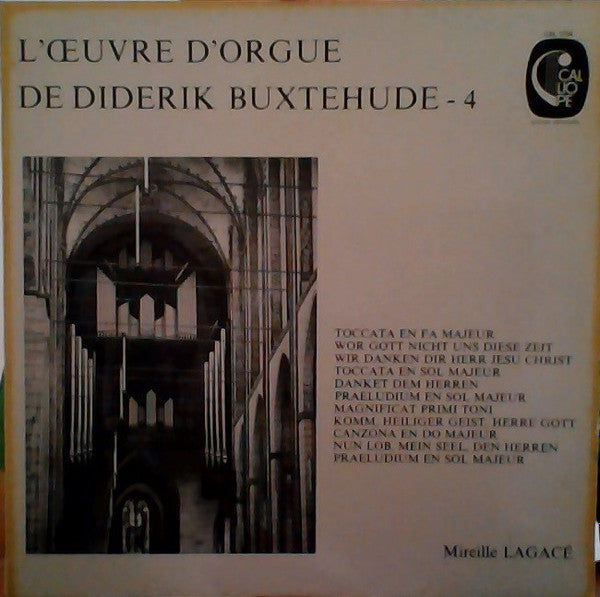 L'ŒUVRE D'ORGUE
DE DIDERIK BUXTEHUDE - 4
CALLIOPE
TOCCATA EN FA MAJEUR
WOR GOTT NICHT UNS DIESE ZEIT
WIR DANKEN DIR HERR JESU CHRIST
TOCCATA EN SOL MAJEUR
DANKET DEM HERREN
PRAELUDIUM EN SOL MAJEUR
MAGNIFICAT PRIMI TONI
KOMM, HEILIGER GEIST, HERRE GOTT
CANZONA EN DO MAJEUR
NUN LOB, MEIN SEEL, DEN HERREN
PRAELUDIUM EN SOL MAJEUR
Mireille LAGACÉ